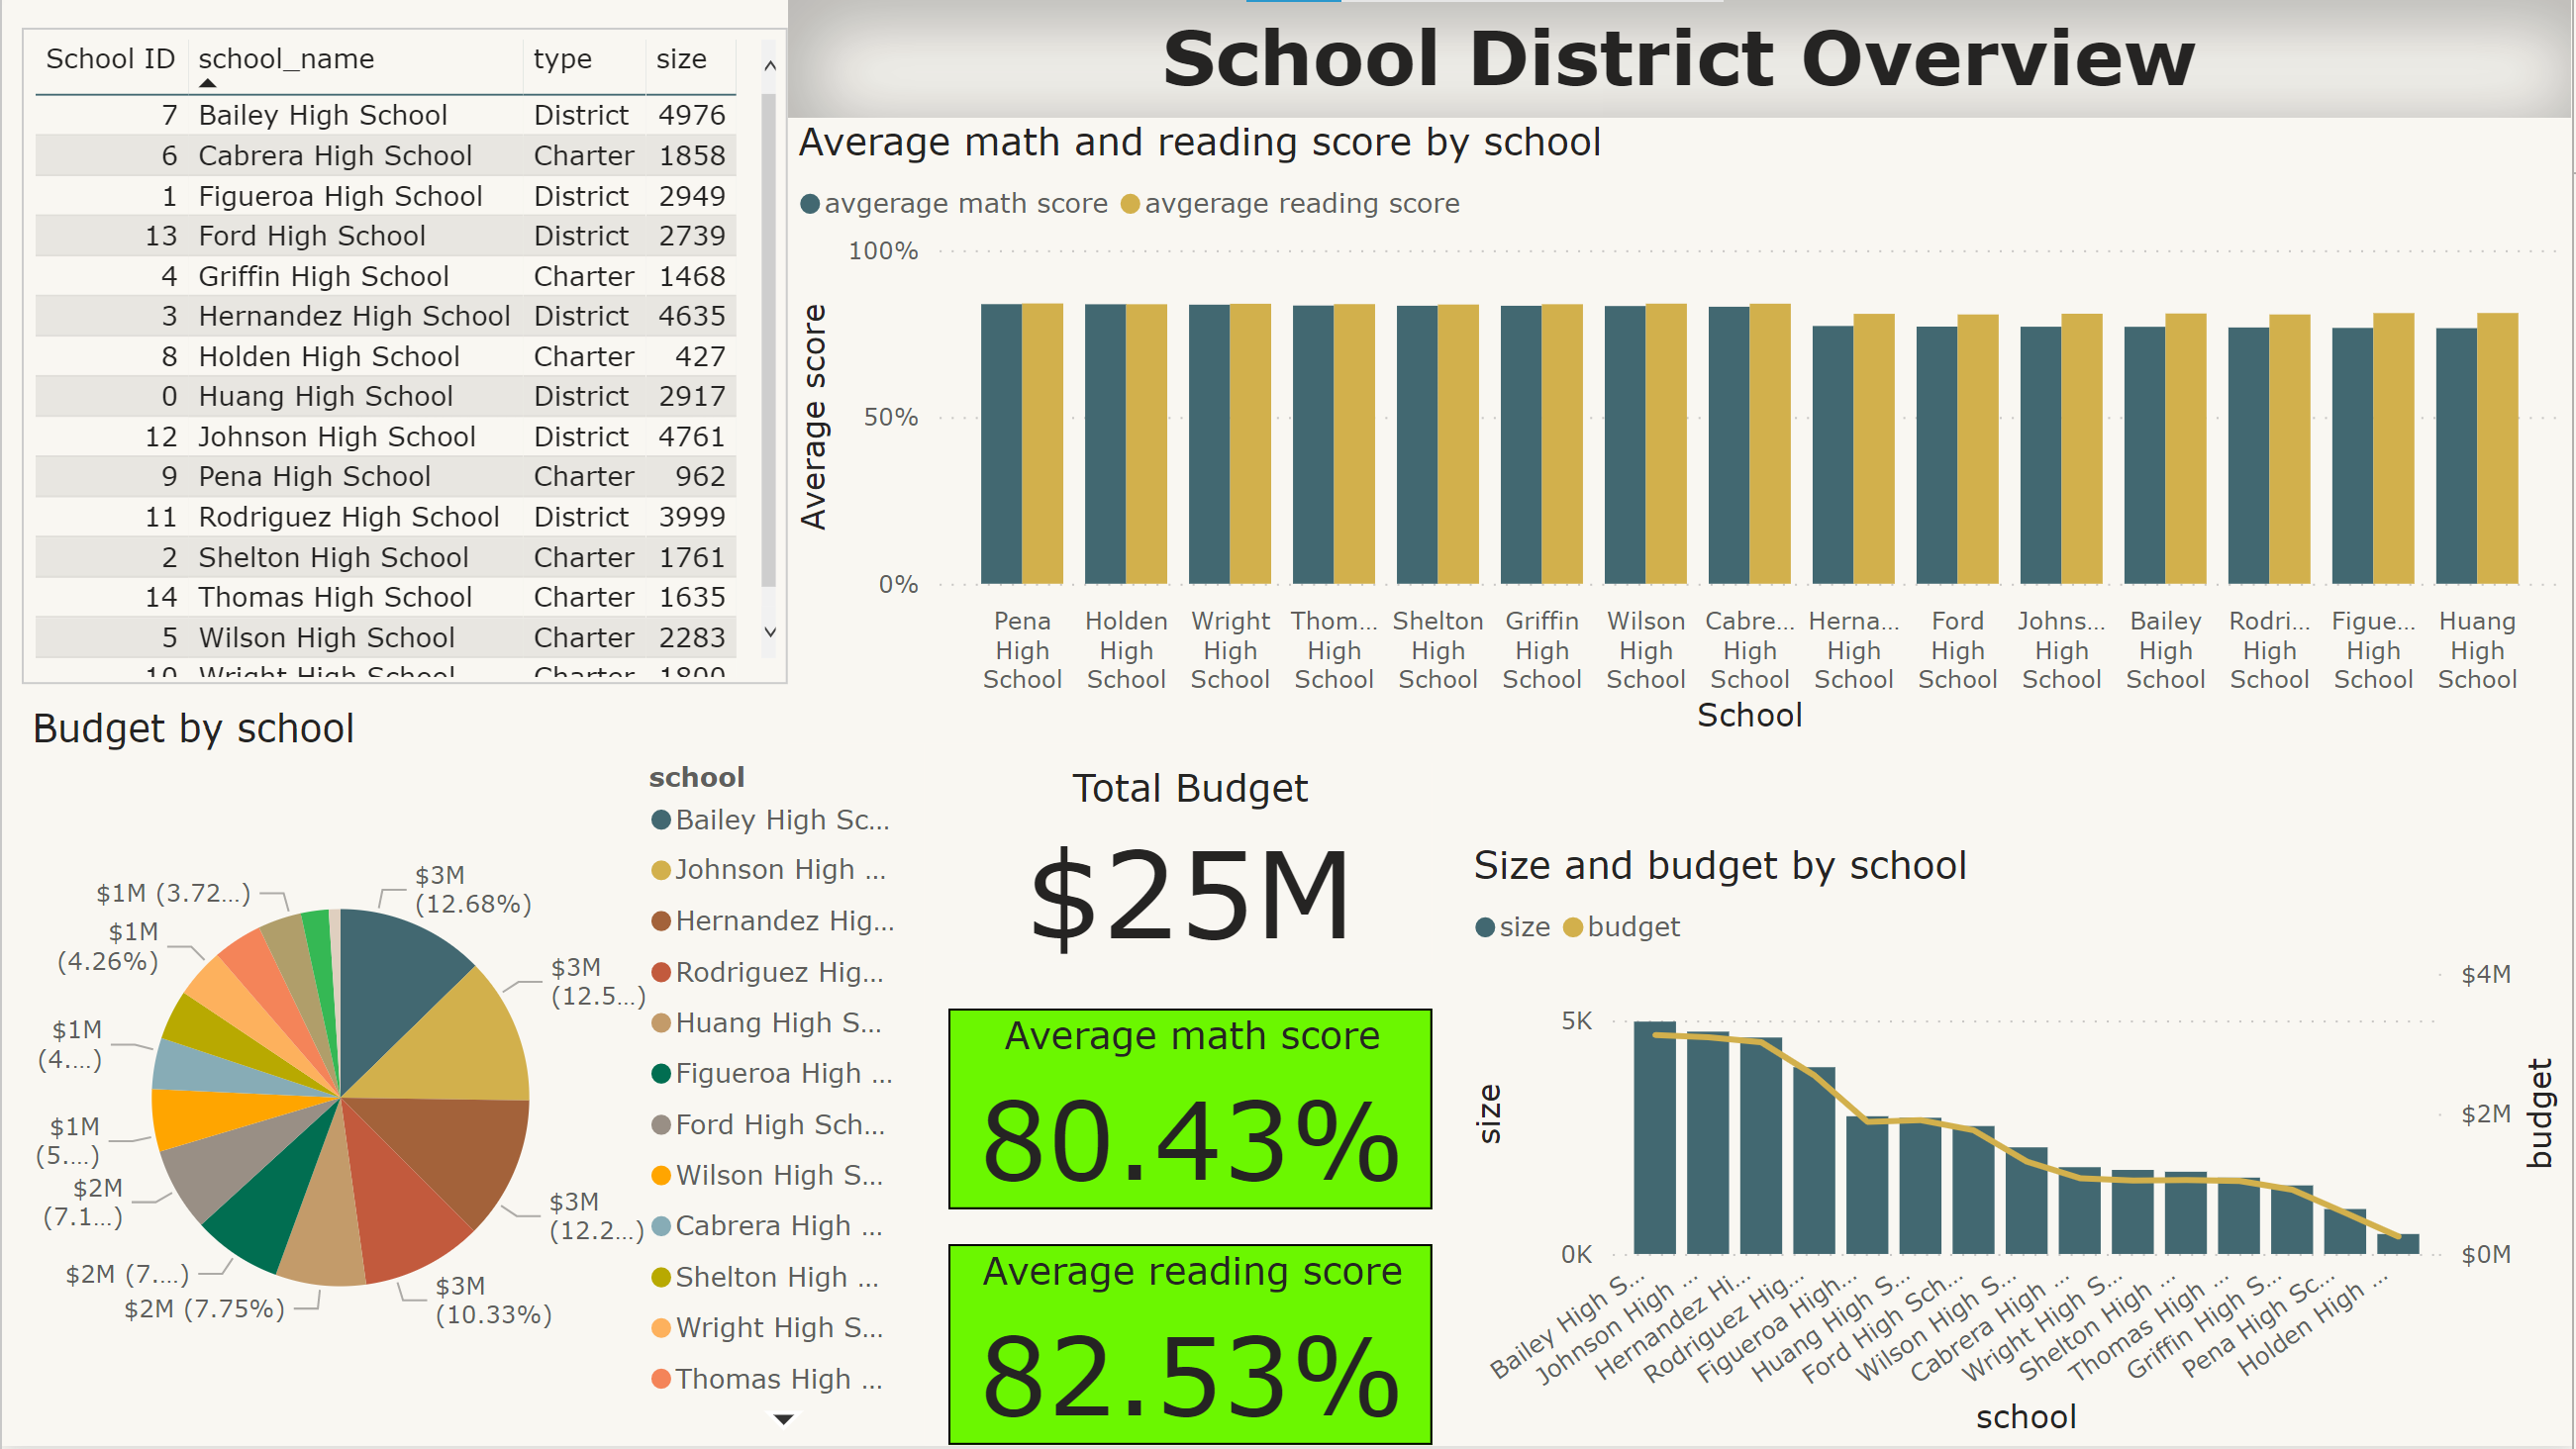 School District Overview
School ID school_name type size
7 Bailey High School District 4976
6 Cabrera High School Charter 1858
1 Figueroa High School District 2949
13 Ford High School District 2739
4 Griffin High School Charter 1468
3 Hernandez High School District 4635
8 Holden High School Charter 427
0 Huang High School District 2917
12 Johnson High School District 4761
9 Pena High School Charter 962
11 Rodriguez High School District 3999
2 Shelton High School Charter 1761
14 Thomas High School Charter 1635
5 Wilson High School Charter 2283
10 Wright High School Charter 1800
Average math and reading score by school
avgerage math score avgerage reading score
Average score
100%
50%
0%
Pena High School
Holden High School
Wright High School
Thom... High School
Shelton High School
Griffin High School
Wilson High School
Cabre... High School
Herna... High School
Ford High School
Johns... High School
Bailey High School
Rodri... High School
Figue... High School
Huang High School
School
Budget by school
$3M
(12.68%)
$3M
(12.5...)
$3M
(12.2...)
$3M
(10.33%)
$2M (7.75%)
$2M (7....)
$2M
(7.1...)
$1M
(5....)
$1M
(4....)
$1M
(4.26%)
$1M (3.72...)
school
Bailey High Sc...
Johnson High ...
Hernandez Hig...
Rodriguez Hig...
Huang High S...
Figueroa High ...
Ford High Sch...
Wilson High S...
Cabrera High ...
Shelton High ...
Wright High S...
Thomas High ...
Total Budget
$25M
Average math score
80.43%
Average reading score
82.53%
Size and budget by school
size budget
size
5K
0K
$4M
$2M
$0M
budget
Bailey High S...
Johnson High ...
Hernandez Hi...
Rodriguez Hig...
Figueroa High...
Huang High S...
Ford High Sch...
Wilson High S...
Cabrera High ...
Wright High S...
Shelton High ...
Thomas High ...
Griffin High S...
Pena High Sc...
Holden High ...
school